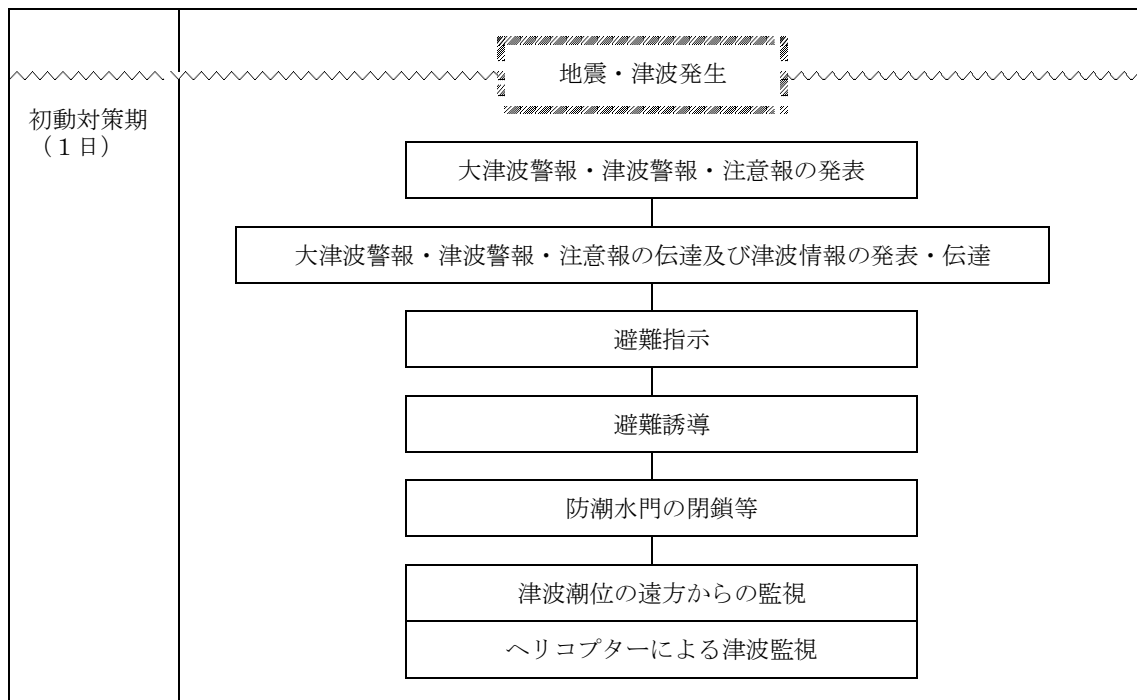 地震・津波発生
初動対策期
（１日）
大津波警報・津波警報・注意報の発表
大津波警報・津波警報・注意報の伝達及び津波情報の発表・伝達
避難指示
避難誘導
防潮水門の閉鎖等
津波潮位の遠方からの監視
ヘリコプターによる津波監視